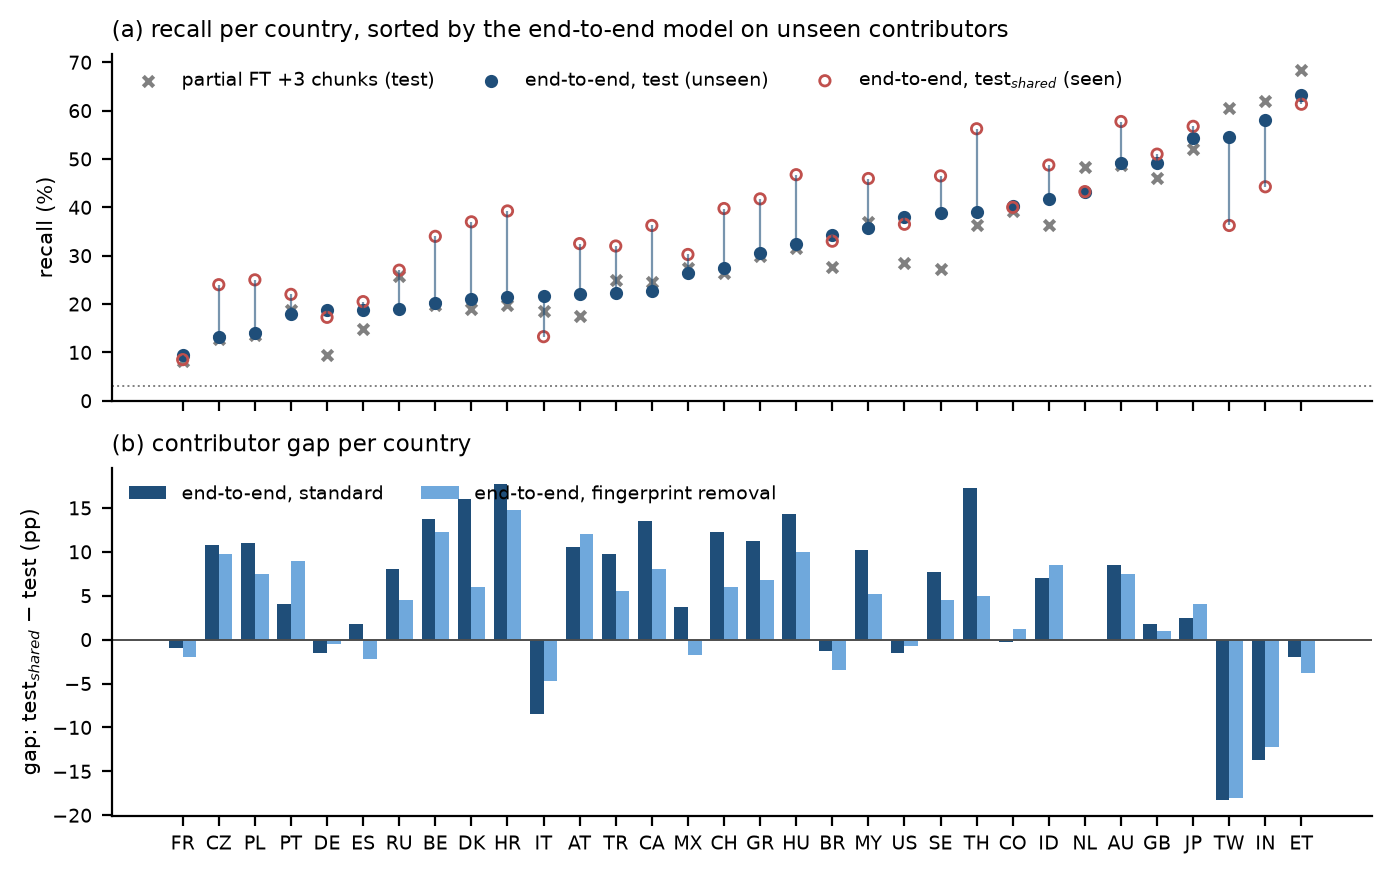 (a) recall per country, sorted by the end-to-end model on unseen contributors
partial FT +3 chunks (test)
end-to-end, test (unseen)
end-to-end, test_shared (seen)
recall (%)
70
60
50
40
30
20
10
0
(b) contributor gap per country
end-to-end, standard
end-to-end, fingerprint removal
gap: test_shared − test (pp)
15
10
5
0
−5
−10
−15
−20
FR CZ PL PT DE ES RU BE DK HR IT AT TR CA MX CH GR HU BR MY US SE TH CO ID NL AU GB JP TW IN ET